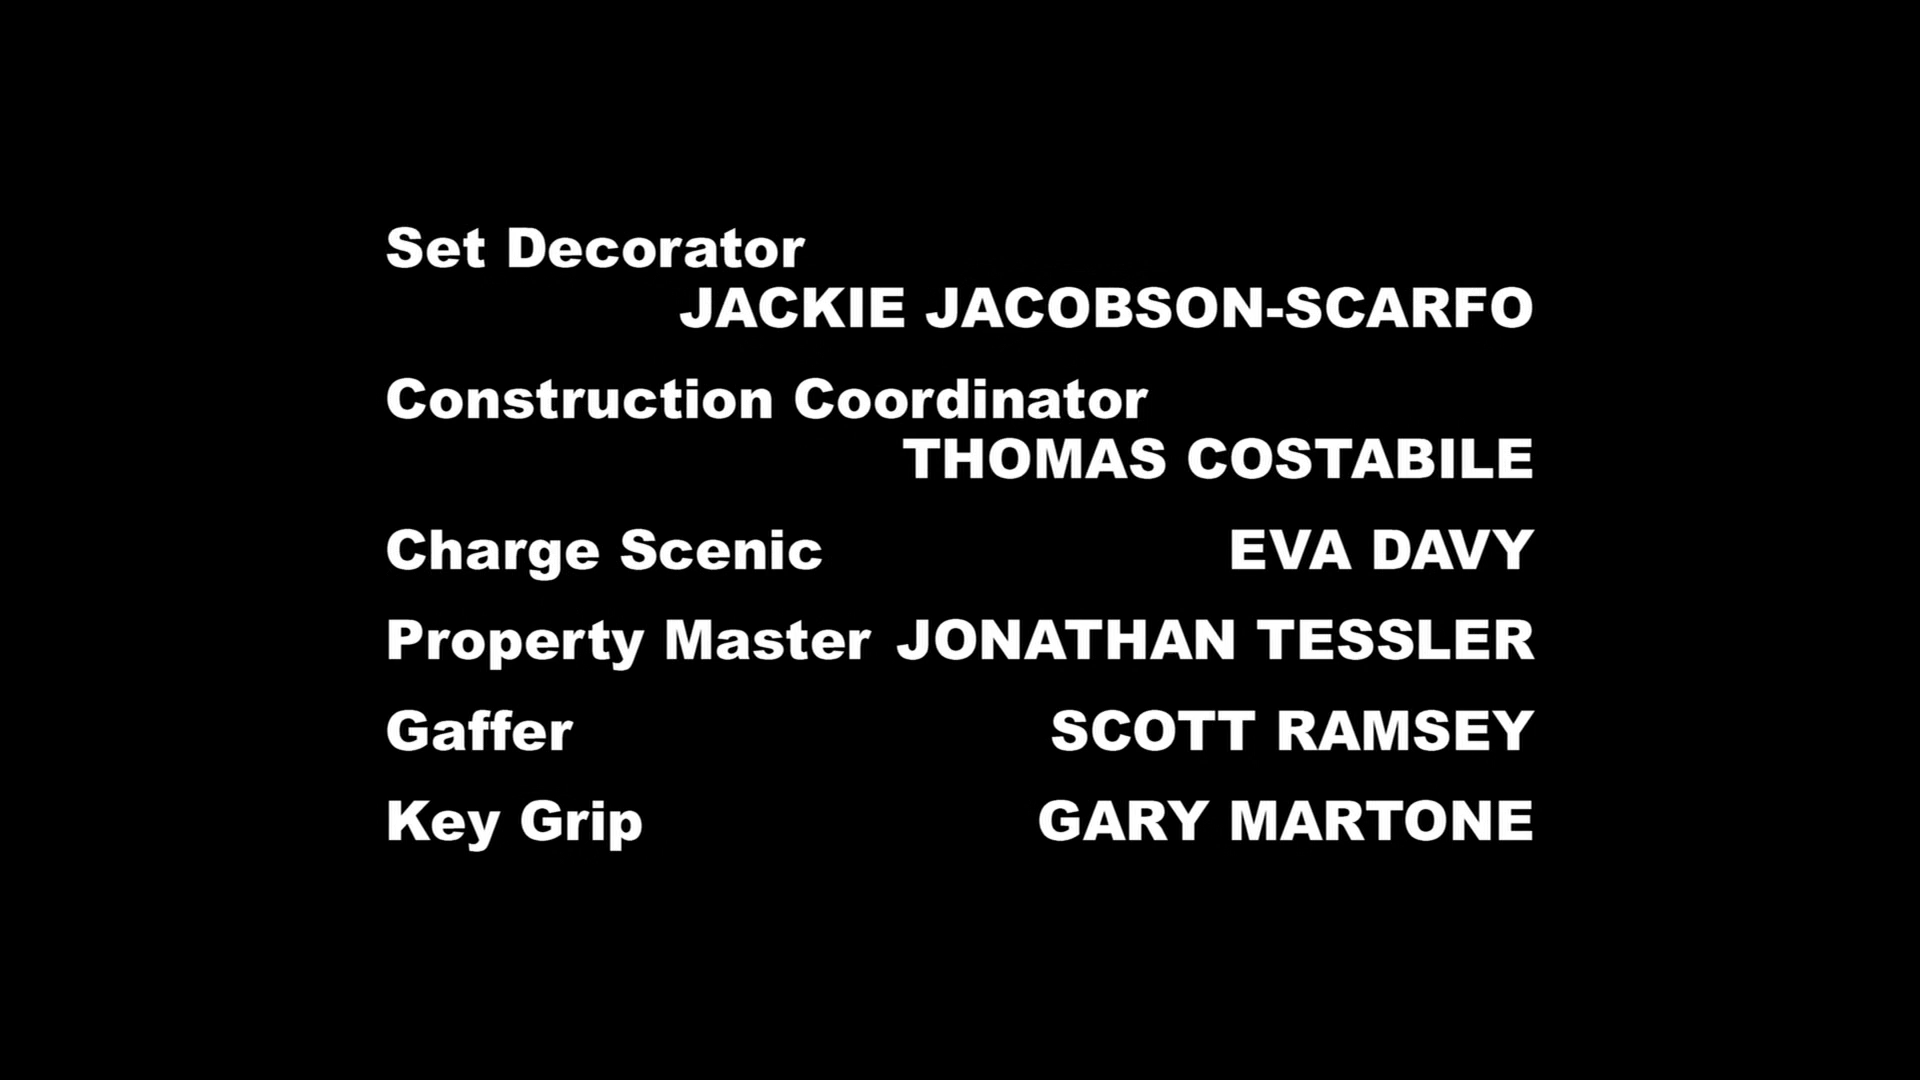 Set Decorator
JACKIE JACOBSON-SCARFO
Construction Coordinator
THOMAS COSTABILE
Charge Scenic EVA DAVY
Property Master JONATHAN TESSLER
Gaffer SCOTT RAMSEY
Key Grip GARY MARTONE